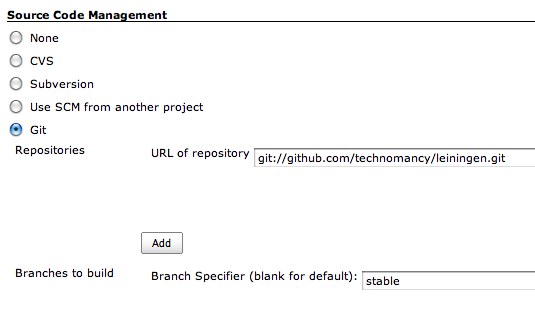 Source Code Management
None
CVS
Subversion
Use SCM from another project
Git
Repositories URL of repository git://github.com/technomancy/leiningen.git
Add
Branches to build Branch Specifier (blank for default): stable